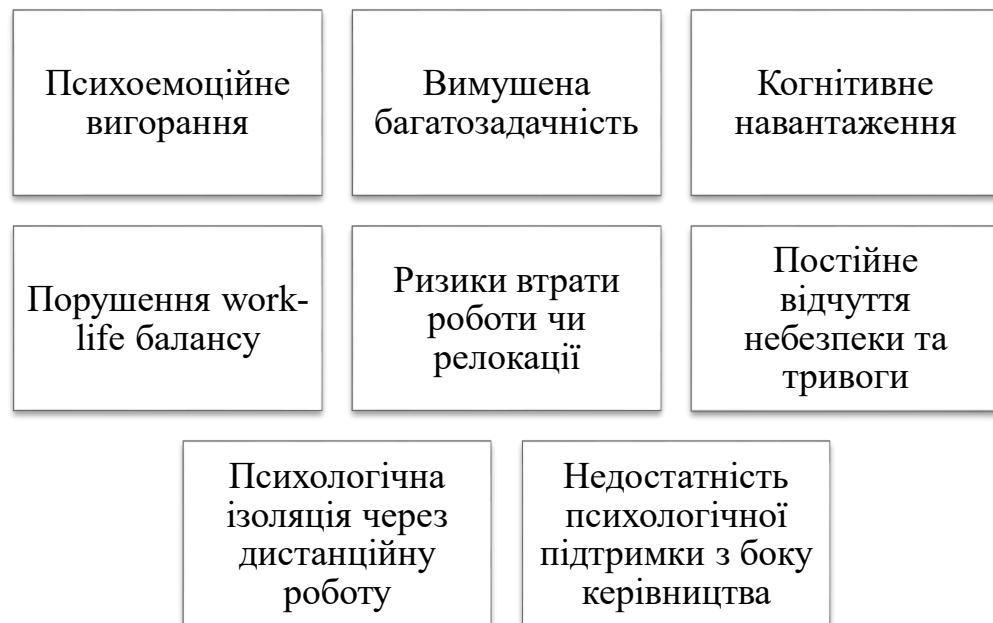 Психоемоційне
вигорання
Вимушена
багатозадачність
Когнітивне
навантаження
Порушення work-
life балансу
Ризики втрати
роботи чи
релокації
Постійне
відчуття
небезпеки та
тривоги
Психологічна
ізоляція через
дистанційну
роботу
Недостатність
психологічної
підтримки з боку
керівництва